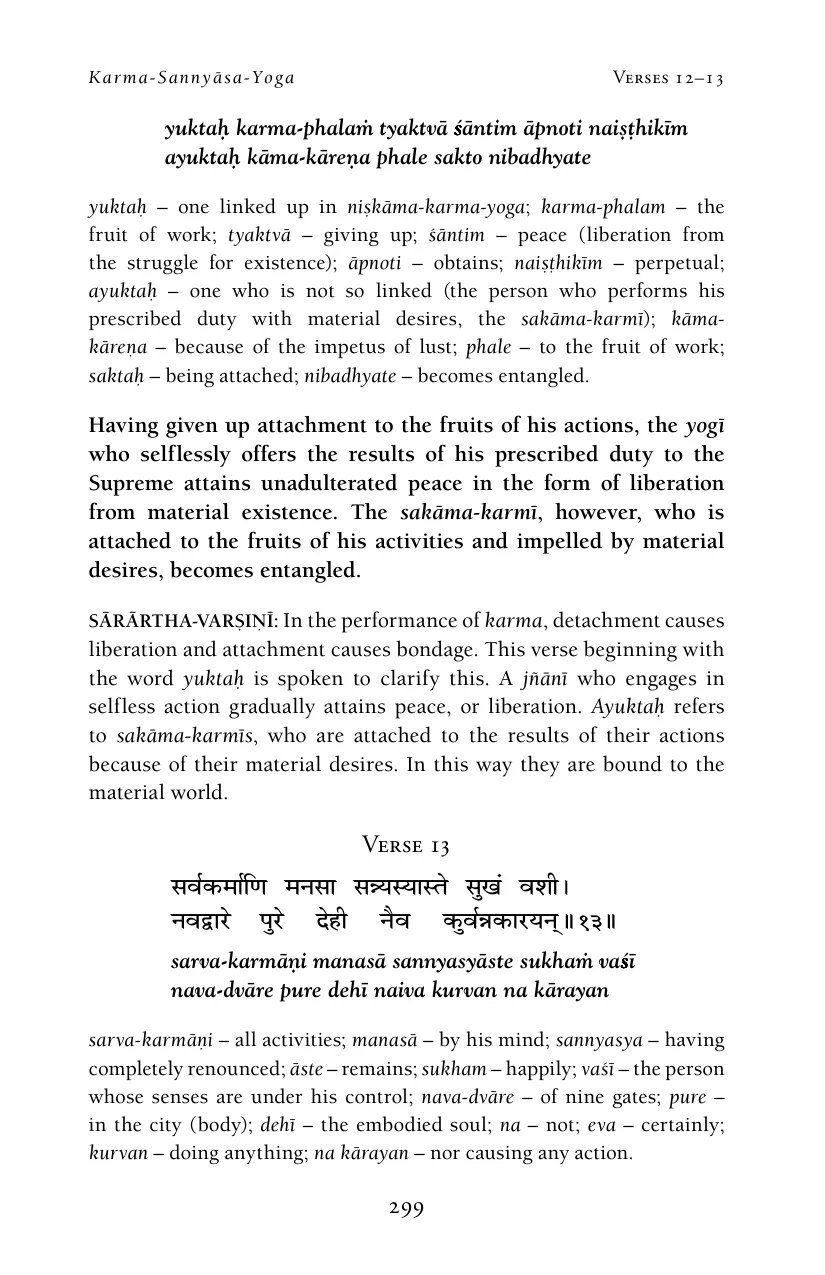 Karma-Sannyāsa-Yoga Verses 12–13
yuktaḥ karma-phalaṁ tyaktvā śāntim āpnoti naiṣṭhikīm
ayuktaḥ kāma-kāreṇa phale sakto nibadhyate
yuktaḥ – one linked up in niṣkāma-karma-yoga; karma-phalam – the
fruit of work; tyaktvā – giving up; śāntim – peace (liberation from
the struggle for existence); āpnoti – obtains; naiṣṭhikīm – perpetual;
ayuktaḥ – one who is not so linked (the person who performs his
prescribed duty with material desires, the sakāma-karmī); kāma-
kāreṇa – because of the impetus of lust; phale – to the fruit of work;
saktaḥ – being attached; nibadhyate – becomes entangled.
Having given up attachment to the fruits of his actions, the yogī
who selflessly offers the results of his prescribed duty to the
Supreme attains unadulterated peace in the form of liberation
from material existence. The sakāma-karmī, however, who is
attached to the fruits of his activities and impelled by material
desires, becomes entangled.
SĀRĀRTHA-VARṢIṆĪ: In the performance of karma, detachment causes
liberation and attachment causes bondage. This verse beginning with
the word yuktaḥ is spoken to clarify this. A jñānī who engages in
selfless action gradually attains peace, or liberation. Ayuktaḥ refers
to sakāma-karmīs, who are attached to the results of their actions
because of their material desires. In this way they are bound to the
material world.
Verse 13
सर्वकर्माणि मनसा सन्न्यस्यास्ते सुखं वशी।
नवद्वारे पुरे देही नैव कुर्वन्नकारयन्॥१३॥
sarva-karmāṇi manasā sannyasyāste sukhaṁ vaśī
nava-dvāre pure dehī naiva kurvan na kārayan
sarva-karmāṇi – all activities; manasā – by his mind; sannyasya – having
completely renounced; āste – remains; sukham – happily; vaśī – the person
whose senses are under his control; nava-dvāre – of nine gates; pure –
in the city (body); dehī – the embodied soul; na – not; eva – certainly;
kurvan – doing anything; na kārayan – nor causing any action.
299